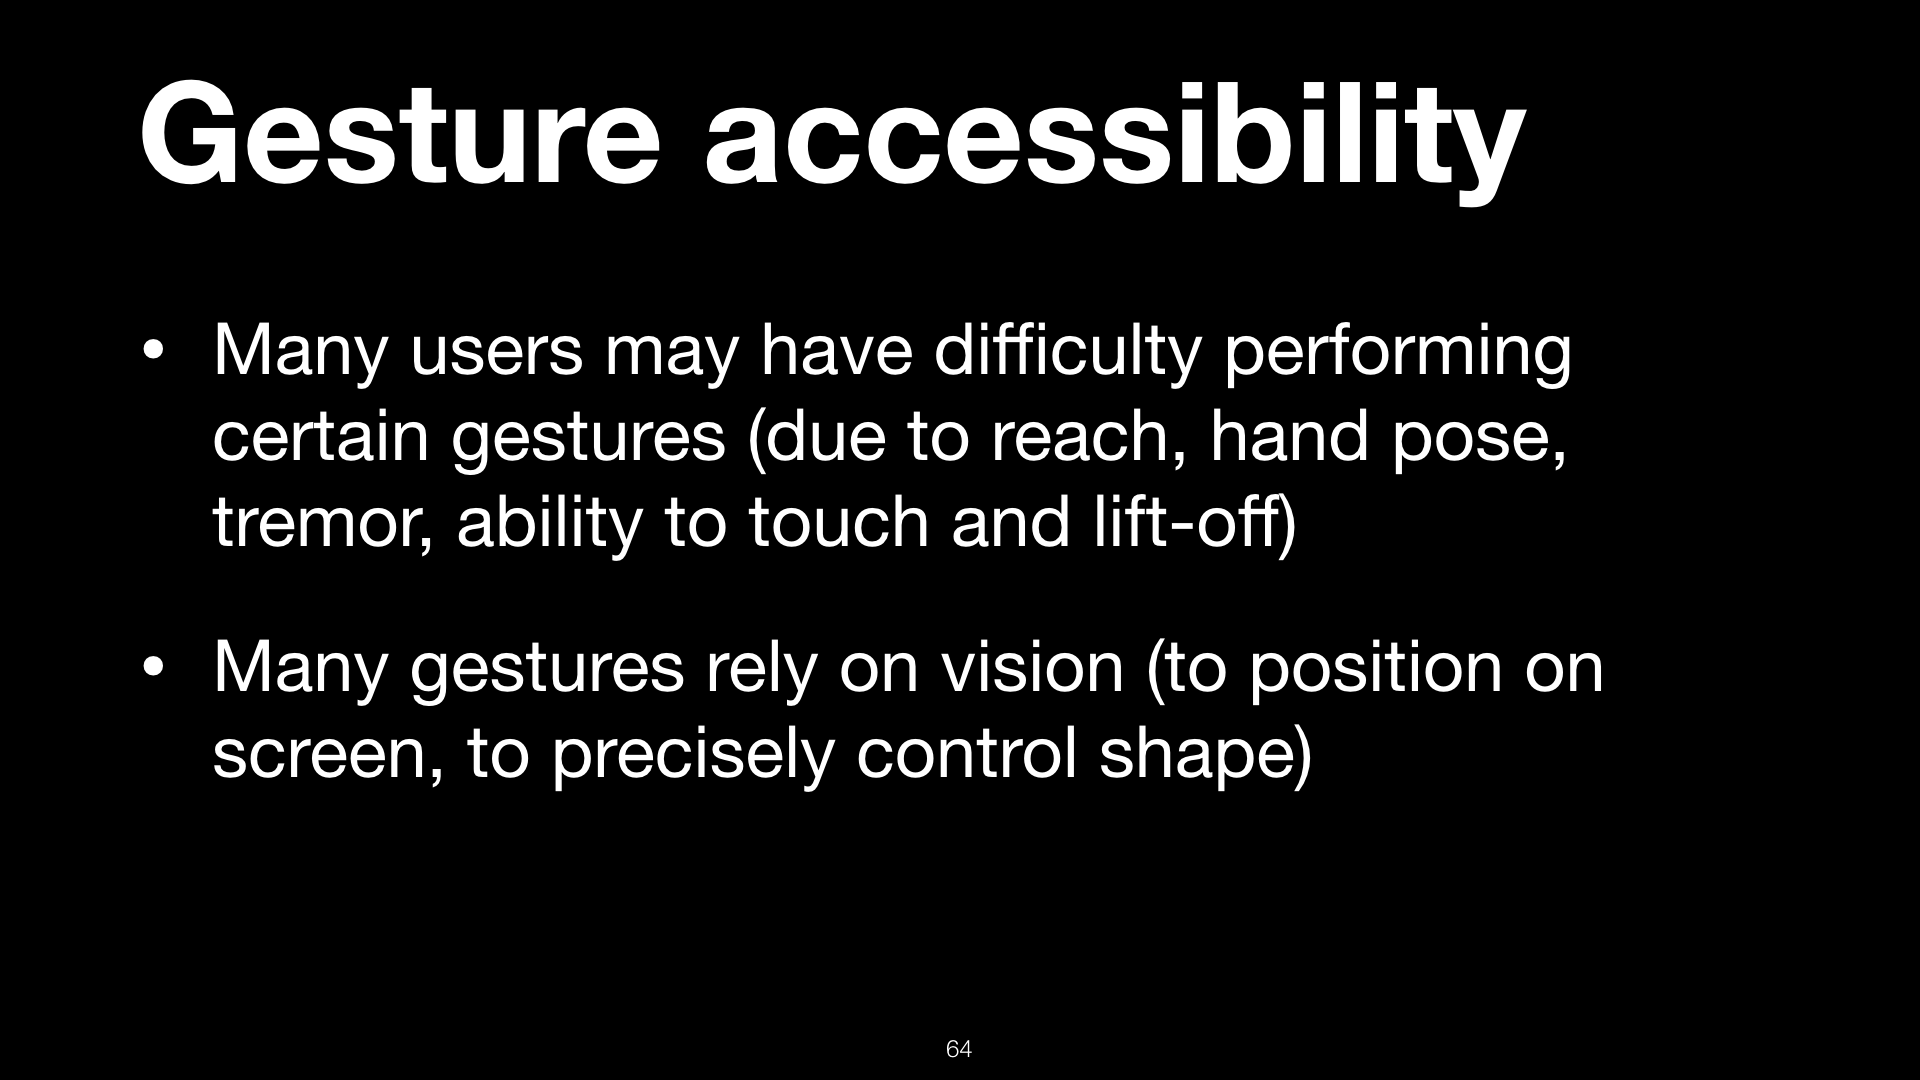 Gesture accessibility
• Many users may have difficulty performing
certain gestures (due to reach, hand pose,
tremor, ability to touch and lift-off)
• Many gestures rely on vision (to position on
screen, to precisely control shape)
64